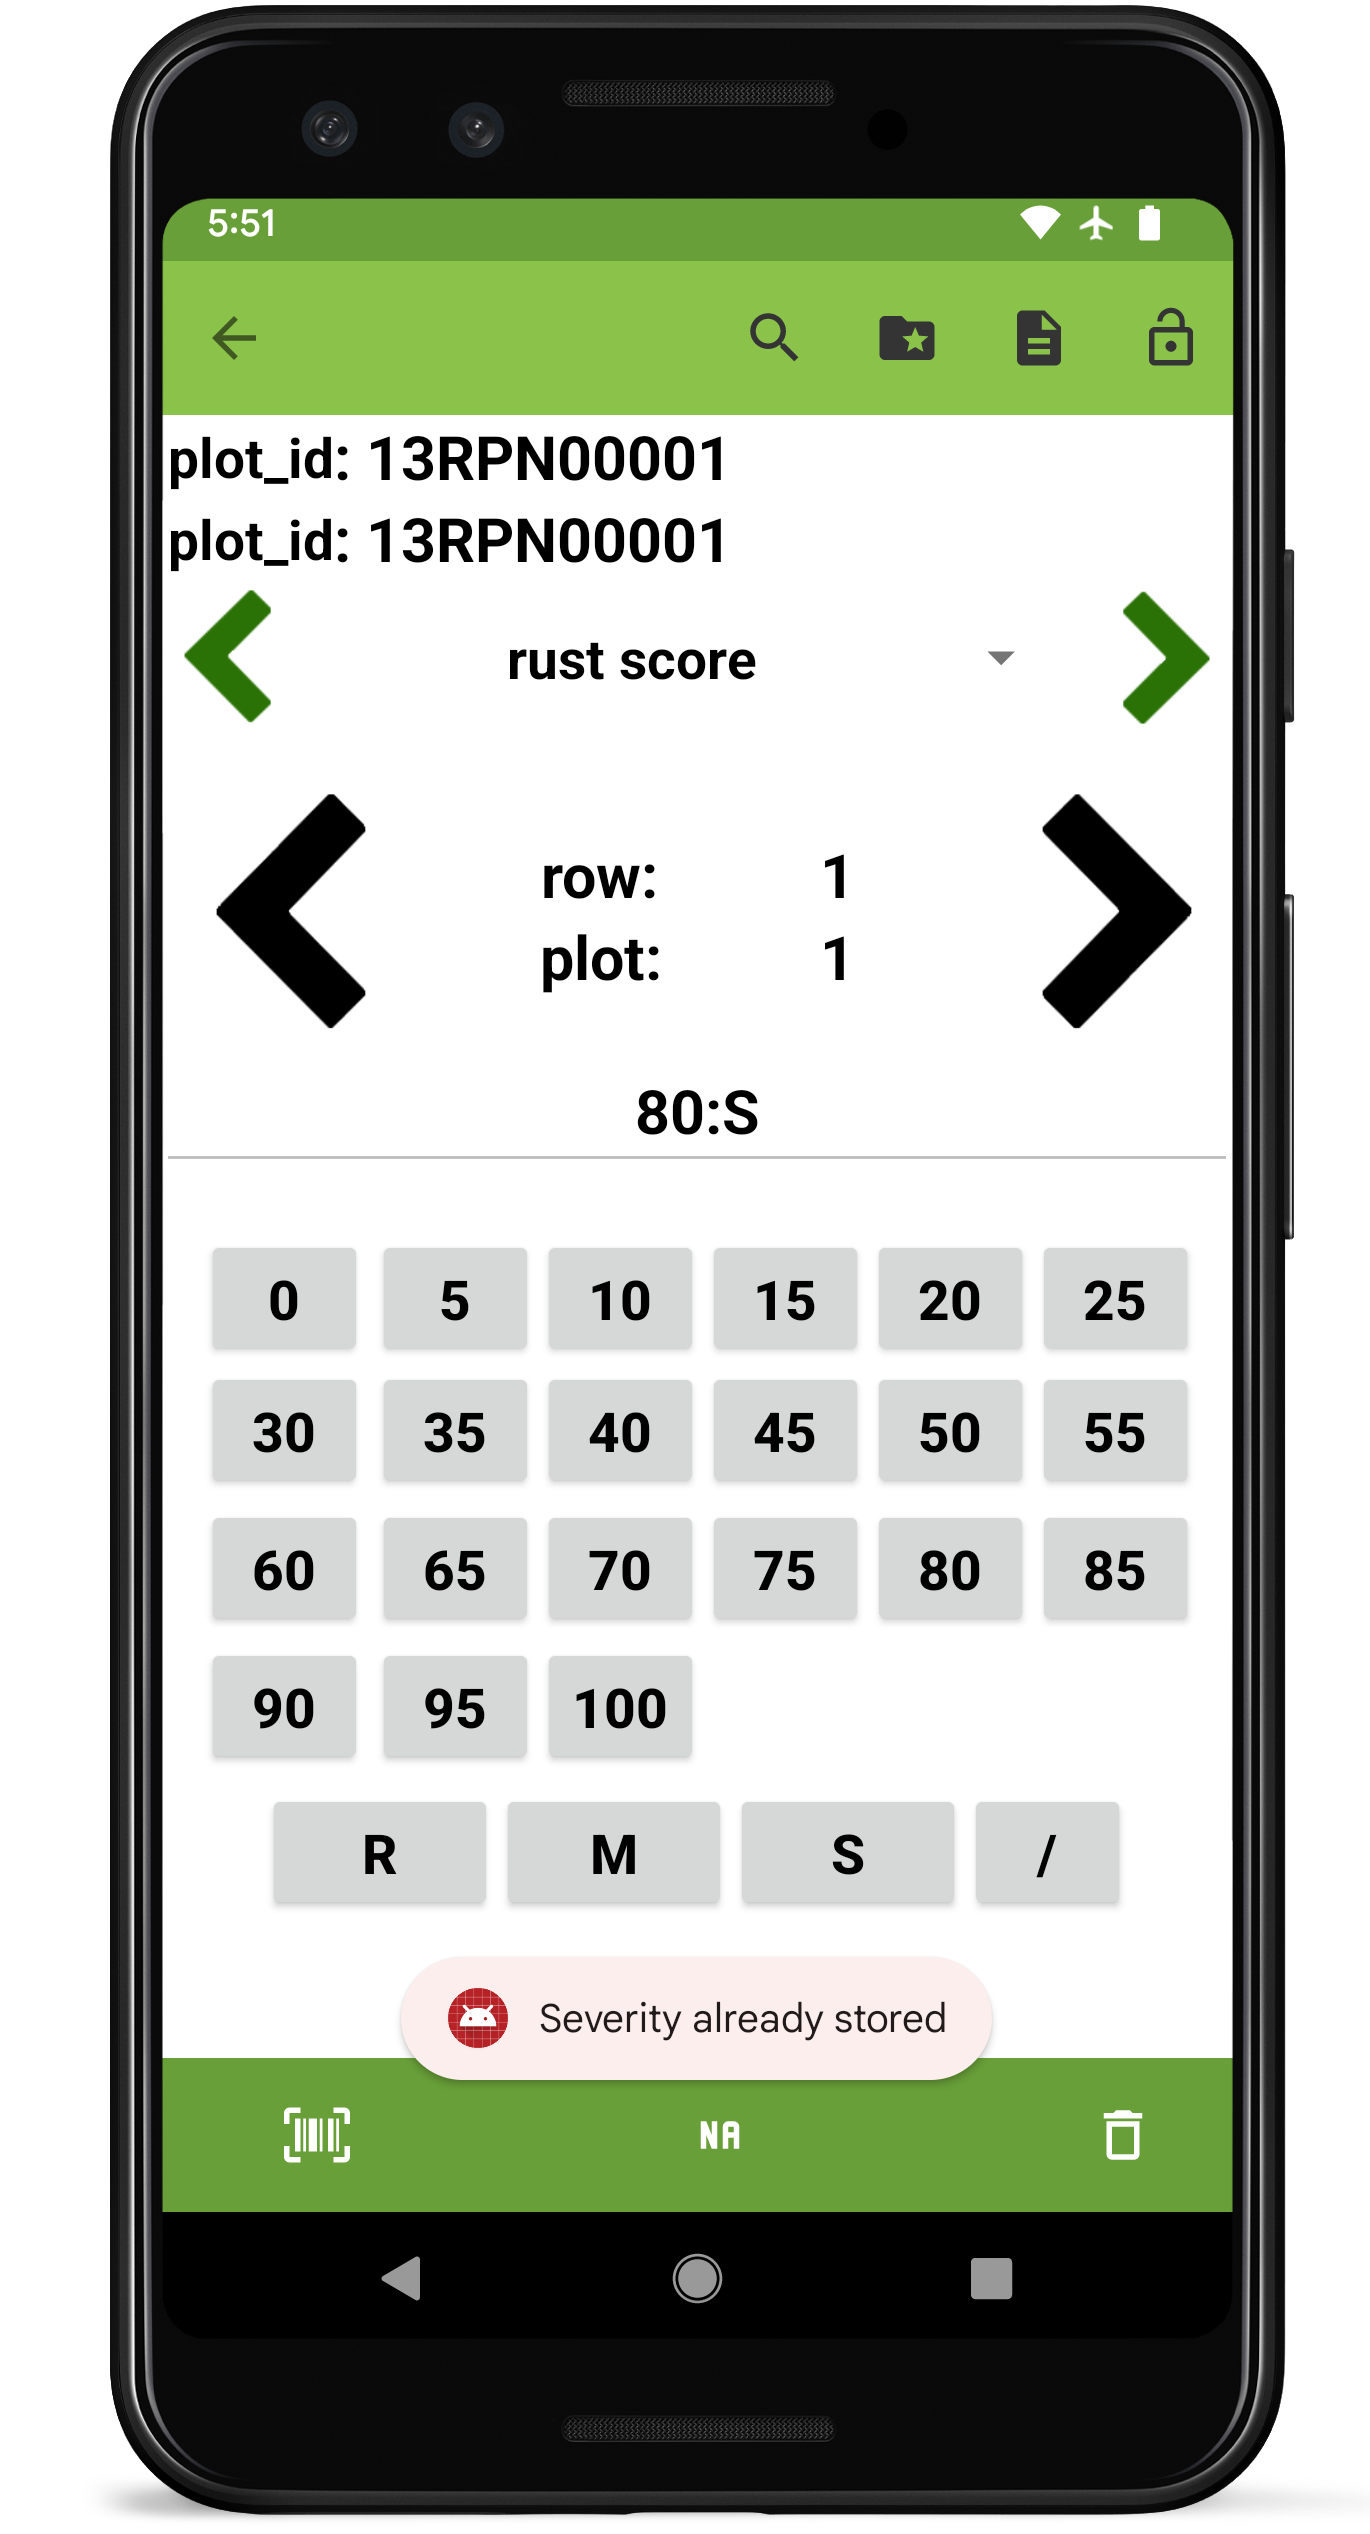 5:51
plot_id: 13RPN00001
plot_id: 13RPN00001
rust score
row: 1
plot: 1
80:S
0 5 10 15 20 25
30 35 40 45 50 55
60 65 70 75 80 85
90 95 100
R M S /
Severity already stored
NA